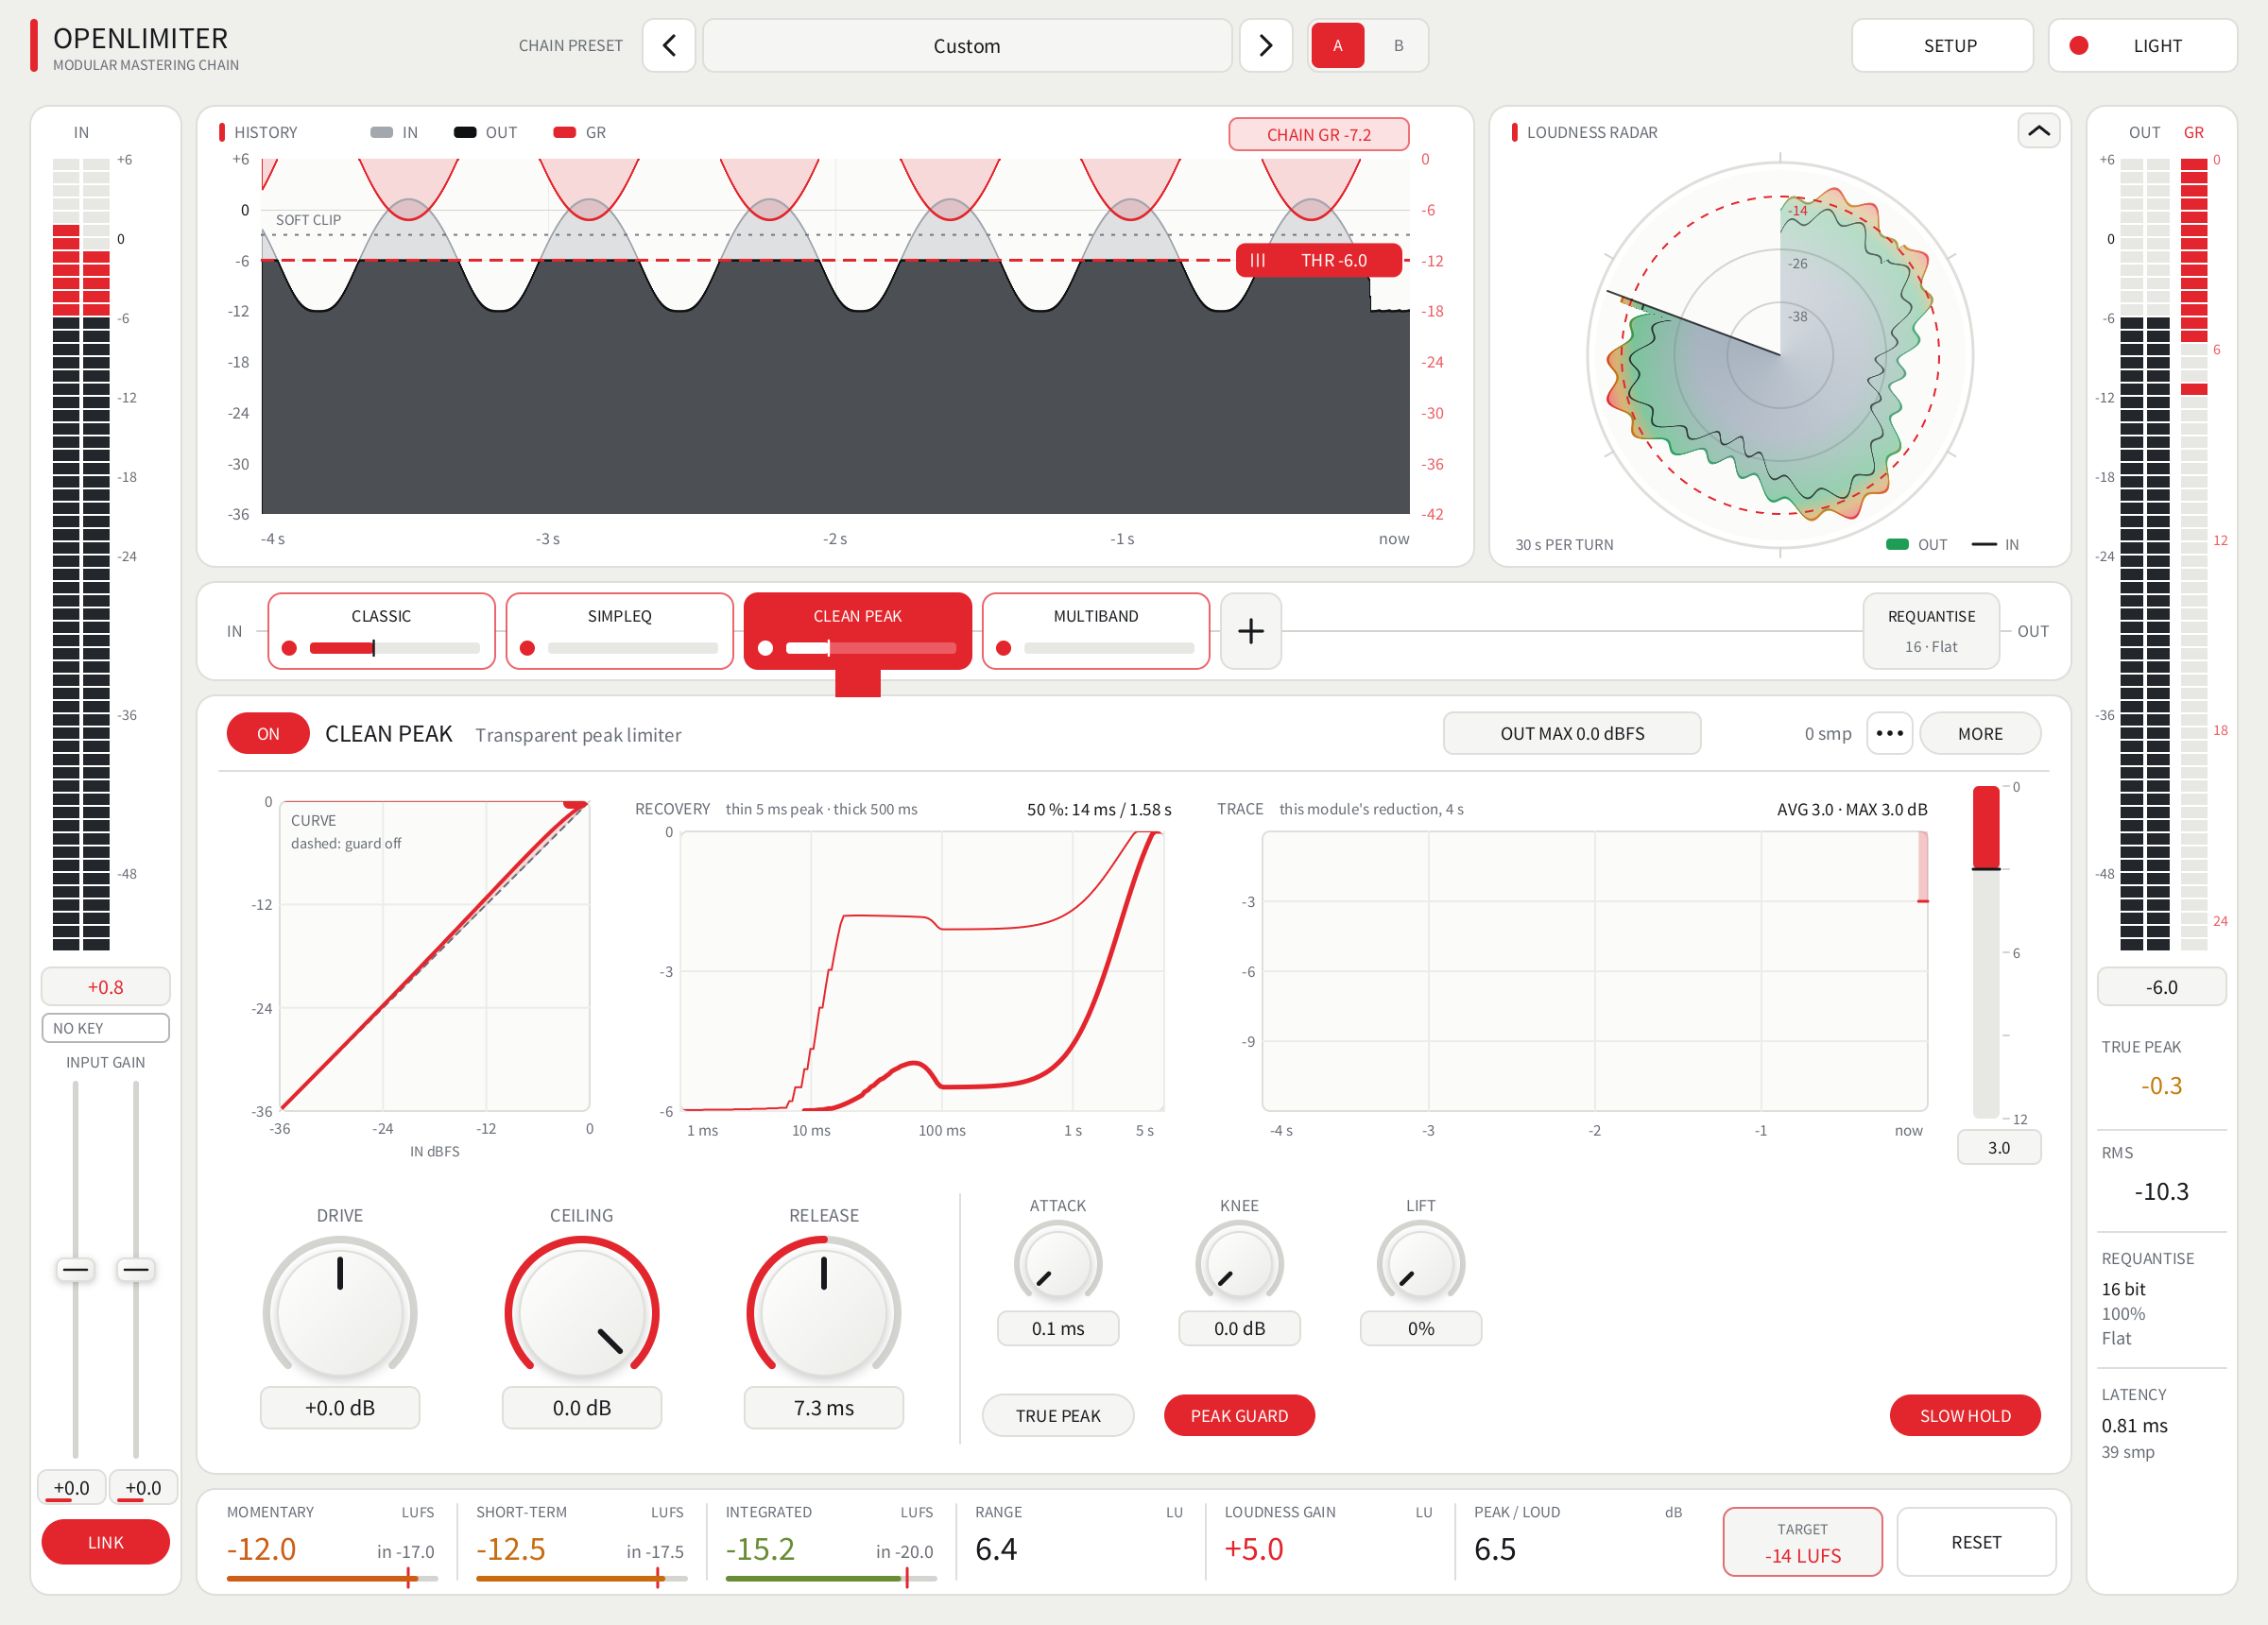 OPENLIMITER
MODULAR MASTERING CHAIN
CHAIN PRESET
Custom
A B
SETUP
LIGHT
IN
+6
0
-6
-12
-18
-24
-36
-48
+0.8
NO KEY
INPUT GAIN
+0.0 +0.0
LINK
HISTORY IN OUT GR
CHAIN GR -7.2
+6
0
-6
-12
-18
-24
-30
-36
SOFT CLIP
THR -6.0
0
-6
-12
-18
-24
-30
-36
-42
-4 s -3 s -2 s -1 s now
LOUDNESS RADAR
-14
-26
-38
30 s PER TURN
OUT IN
OUT GR
+6
0
-6
-12
-18
-24
-36
-48
0
6
12
18
24
-6.0
TRUE PEAK
-0.3
RMS
-10.3
REQUANTISE
16 bit
100%
Flat
LATENCY
0.81 ms
39 smp
IN
CLASSIC
SIMPLEQ
CLEAN PEAK
MULTIBAND
REQUANTISE
16 · Flat
OUT
ON
CLEAN PEAK Transparent peak limiter
OUT MAX 0.0 dBFS
0 smp
MORE
CURVE
dashed: guard off
0
-12
-24
-36
-36 -24 -12 0
IN dBFS
RECOVERY thin 5 ms peak · thick 500 ms 50 %: 14 ms / 1.58 s
0
-3
-6
1 ms 10 ms 100 ms 1 s 5 s
TRACE this module's reduction, 4 s AVG 3.0 · MAX 3.0 dB
-3
-6
-9
-4 s -3 -2 -1 now
0
6
12
3.0
DRIVE
+0.0 dB
CEILING
0.0 dB
RELEASE
7.3 ms
ATTACK
0.1 ms
KNEE
0.0 dB
LIFT
0%
TRUE PEAK
PEAK GUARD
SLOW HOLD
MOMENTARY LUFS
-12.0 in -17.0
SHORT-TERM LUFS
-12.5 in -17.5
INTEGRATED LUFS
-15.2 in -20.0
RANGE LU
6.4
LOUDNESS GAIN LU
+5.0
PEAK / LOUD dB
6.5
TARGET
-14 LUFS
RESET